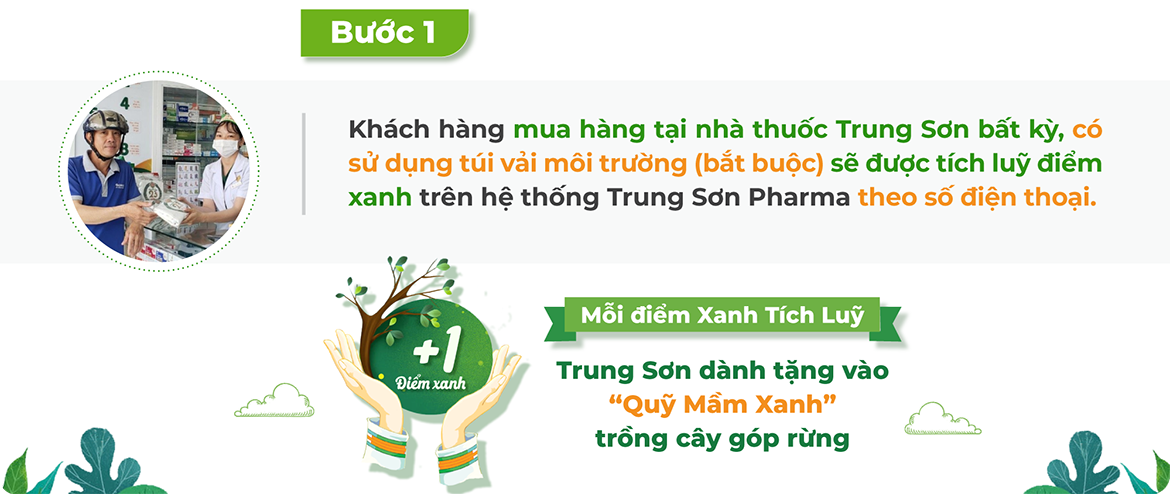 Bước 1
Khách hàng mua hàng tại nhà thuốc Trung Sơn bất kỳ, có
sử dụng túi vải môi trường (bắt buộc) sẽ được tích luỹ điểm
xanh trên hệ thống Trung Sơn Pharma theo số điện thoại.
+1
Điểm xanh
Mỗi điểm Xanh Tích Luỹ
Trung Sơn dành tặng vào
“Quỹ Mầm Xanh”
trồng cây góp rừng